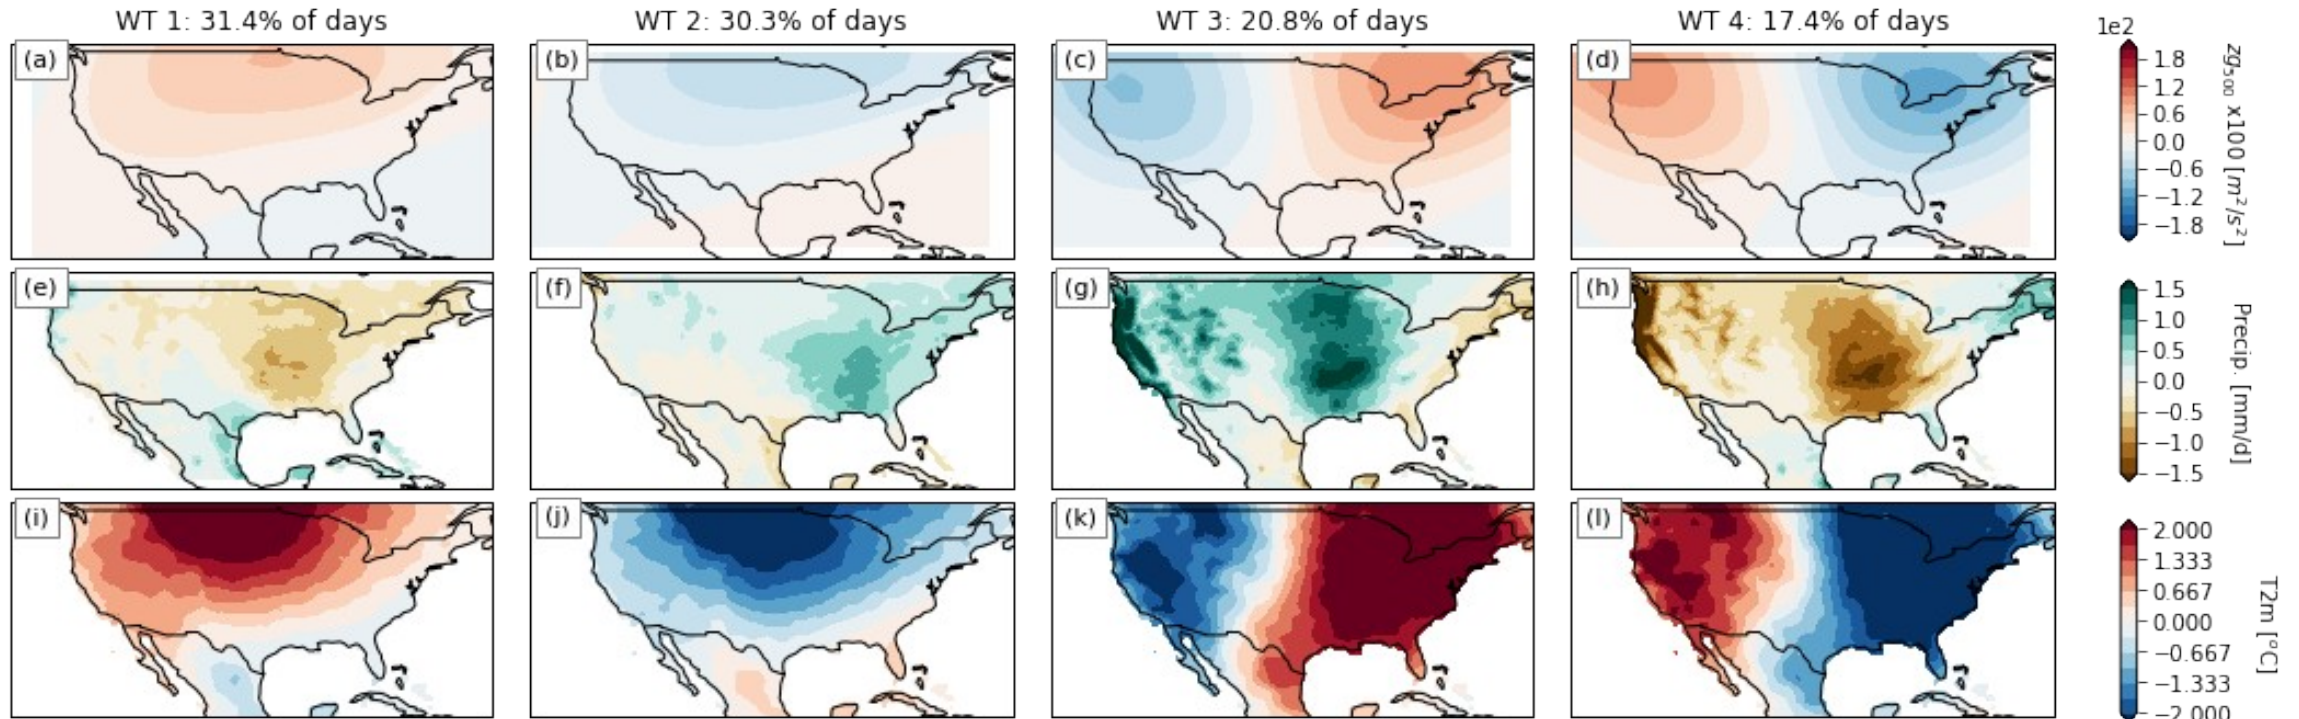 WT 1: 31.4% of days
WT 2: 30.3% of days
WT 3: 20.8% of days
WT 4: 17.4% of days
1e2
(a)
(b)
(c)
(d)
1.8
1.2
0.6
0.0
−0.6
−1.2
−1.8
zg₅₀₀ x100 [m²/s²]
(e)
(f)
(g)
(h)
1.5
1.0
0.5
0.0
−0.5
−1.0
−1.5
Precip. [mm/d]
(i)
(j)
(k)
(l)
2.000
1.333
0.667
0.000
−0.667
−1.333
−2.000
T2m [°C]